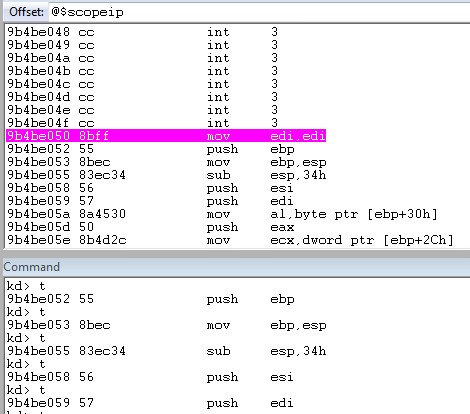 Offset: @$scopeip
9b4be048 cc int 3
9b4be049 cc int 3
9b4be04a cc int 3
9b4be04b cc int 3
9b4be04c cc int 3
9b4be04d cc int 3
9b4be04e cc int 3
9b4be04f cc int 3
9b4be050 8bff mov edi,edi
9b4be052 55 push ebp
9b4be053 8bec mov ebp,esp
9b4be055 83ec34 sub esp,34h
9b4be058 56 push esi
9b4be059 57 push edi
9b4be05a 8a4530 mov al,byte ptr [ebp+30h]
9b4be05d 50 push eax
9b4be05e 8b4d2c mov ecx,dword ptr [ebp+2Ch]
Command
kd> t
9b4be052 55 push ebp
kd> t
9b4be053 8bec mov ebp,esp
kd> t
9b4be055 83ec34 sub esp,34h
kd> t
9b4be058 56 push esi
kd> t
9b4be059 57 push edi
kd> t